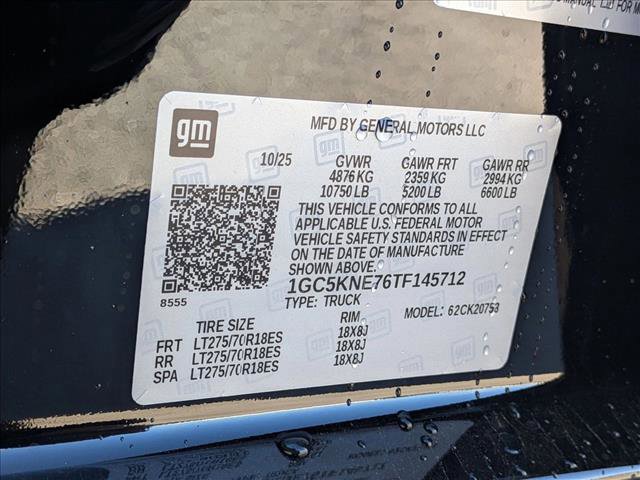 MANUAL FOR MO
gm
MFD BY GENERAL MOTORS LLC
10/25 GVWR GAWR FRT GAWR RR
4876 KG 2359 KG 2994 KG
10750 LB 5200 LB 6600 LB
THIS VEHICLE CONFORMS TO ALL
APPLICABLE U.S. FEDERAL MOTOR
VEHICLE SAFETY STANDARDS IN EFFECT
ON THE DATE OF MANUFACTURE
SHOWN ABOVE.
8555
1GC5KNE76TF145712
TYPE: TRUCK MODEL: 62CK20753
TIRE SIZE RIM
FRT LT275/70R18ES 18X8J
RR LT275/70R18ES 18X8J
SPA LT275/70R18ES 18X8J